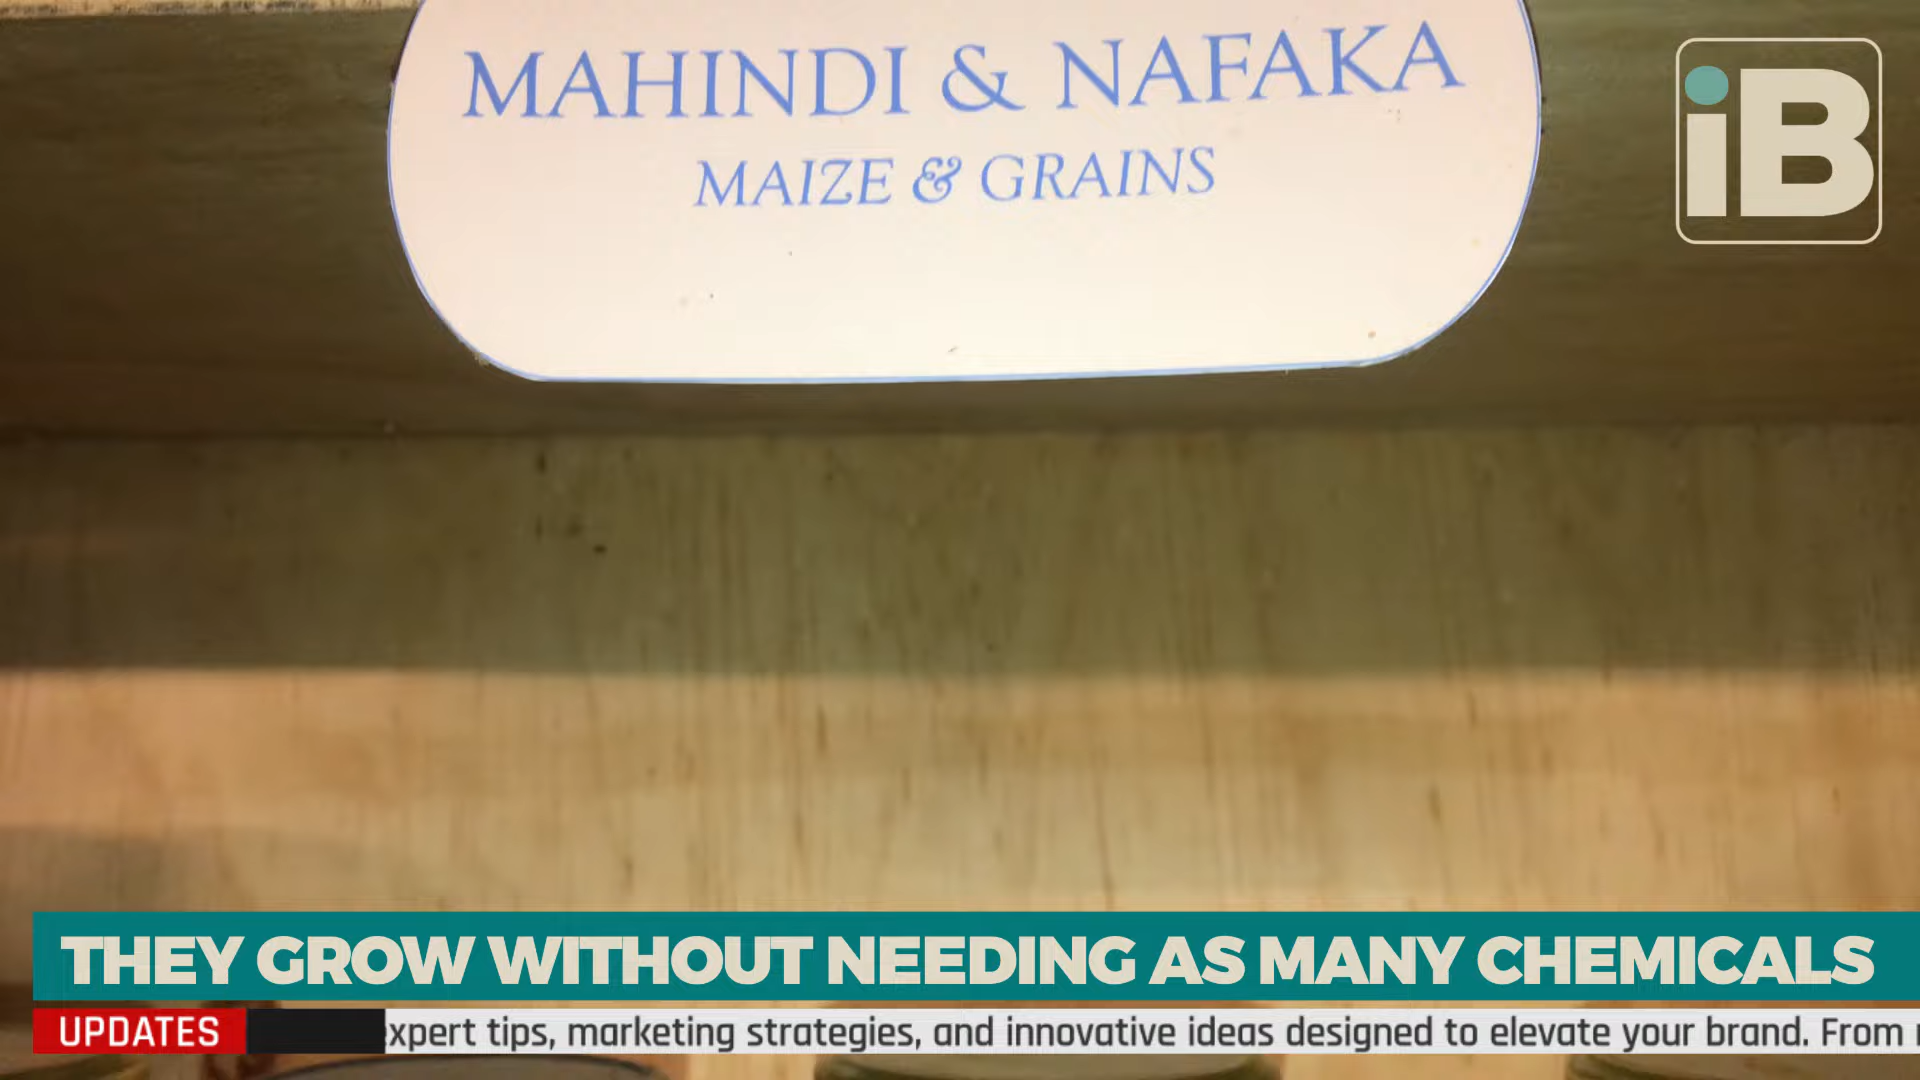 MAHINDI & NAFAKA
MAIZE & GRAINS
iB
THEY GROW WITHOUT NEEDING AS MANY CHEMICALS
UPDATES
xpert tips, marketing strategies, and innovative ideas designed to elevate your brand. From